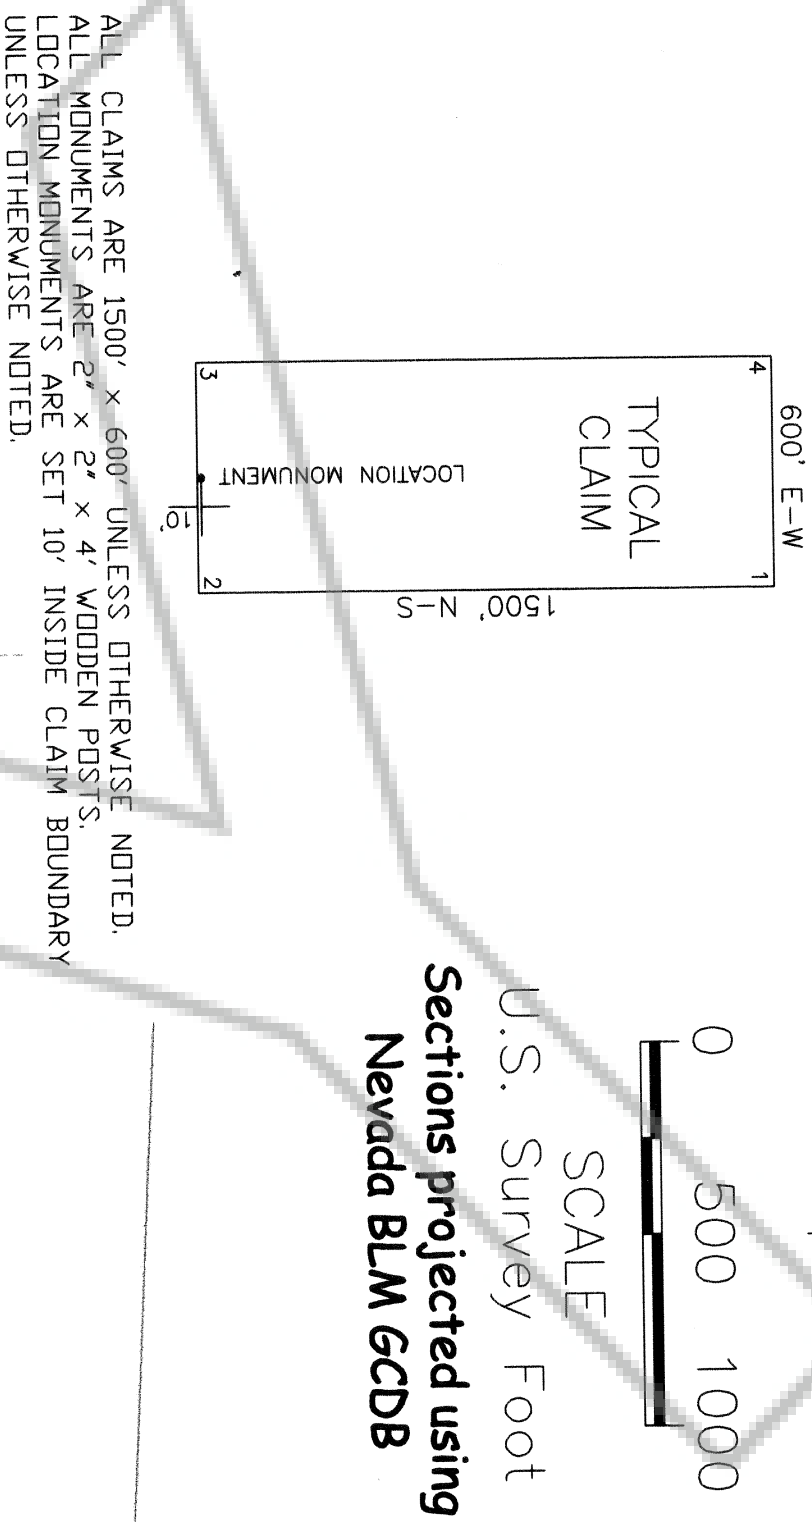 600' E-W
4
1
TYPICAL
CLAIM
1500' N-S
LOCATION MONUMENT
10'
3
2
ALL CLAIMS ARE 1500' x 600' UNLESS OTHERWISE NOTED.
ALL MONUMENTS ARE 2" x 2" x 4' WOODEN POSTS.
LOCATION MONUMENTS ARE SET 10' INSIDE CLAIM BOUNDARY
UNLESS OTHERWISE NOTED.
0 500 1000
SCALE
U.S. Survey Foot
Sections projected using
Nevada BLM GCDB